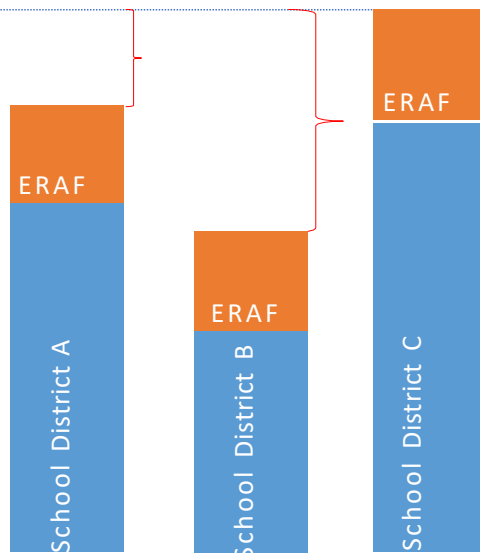 ERAF
School District A
ERAF
School District B
ERAF
School District C